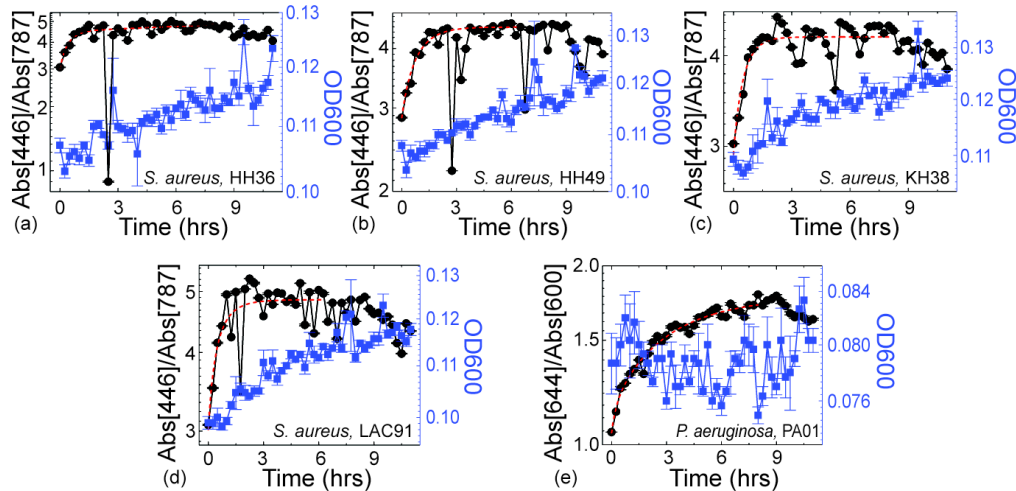 Abs[446]/Abs[787]
5
4
3
2
1
0.13
0.12
0.11
0.10
OD600
S. aureus, HH36
0 3 6 9
(a)
Time (hrs)
Abs[446]/Abs[787]
4
3
2
0.13
0.12
0.11
0.10
OD600
S. aureus, HH49
0 3 6 9
(b)
Time (hrs)
Abs[446]/Abs[787]
4
3
0.13
0.12
0.11
OD600
S. aureus, KH38
0 3 6 9
(c)
Time (hrs)
Abs[446]/Abs[787]
5
4
3
0.13
0.12
0.11
0.10
OD600
S. aureus, LAC91
0 3 6 9
(d)
Time (hrs)
Abs[644]/Abs[600]
2.0
1.5
1.0
0.084
0.080
0.076
OD600
P. aeruginosa, PA01
0 3 6 9
(e)
Time (hrs)